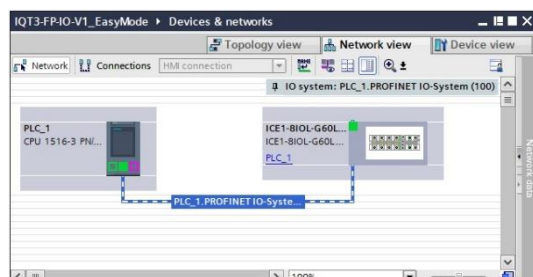 IQT3-FP-IO-V1_EasyMode ▸ Devices & networks
Topology view Network view Device view
Network Connections HMI connection
IO system: PLC_1.PROFINET IO-System (100)
PLC_1
CPU 1516-3 PN/...
ICE1-8IOL-G60L...
ICE1-8IOL-G60L...
PLC_1
PLC_1.PROFINET IO-Syste...
Network data
100%